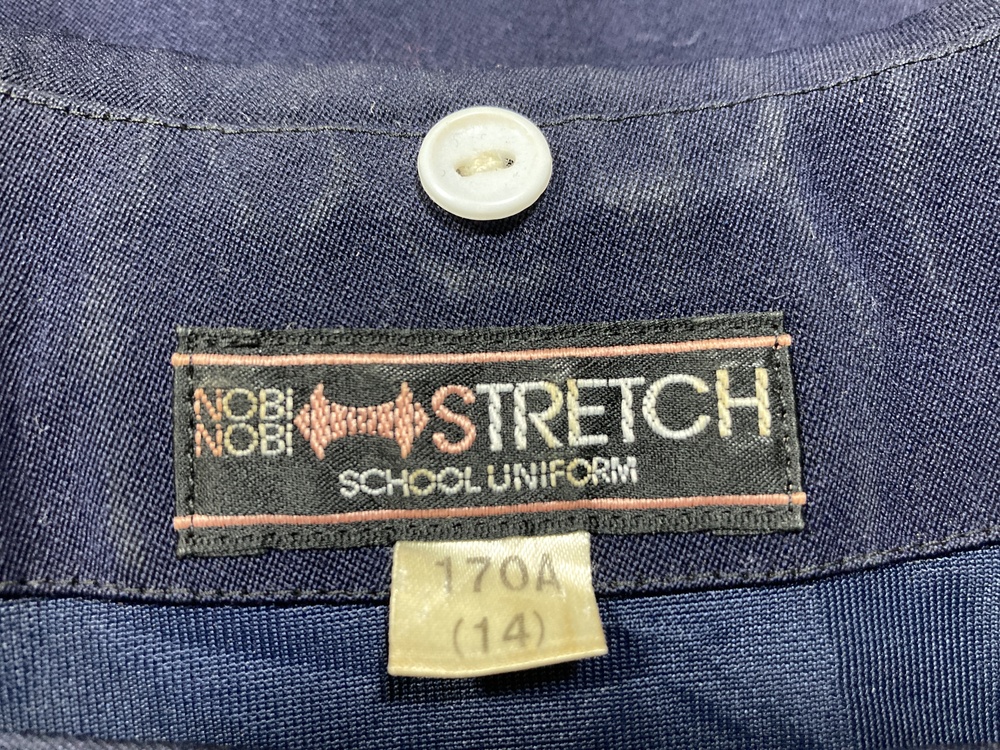 NOBI
NOBI
STRETCH
SCHOOL UNIFORM
170A
(14)